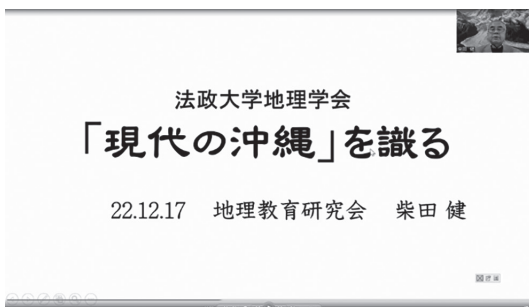 法政大学地理学会
「現代の沖縄」を識る
22.12.17 地理教育研究会 柴田 健